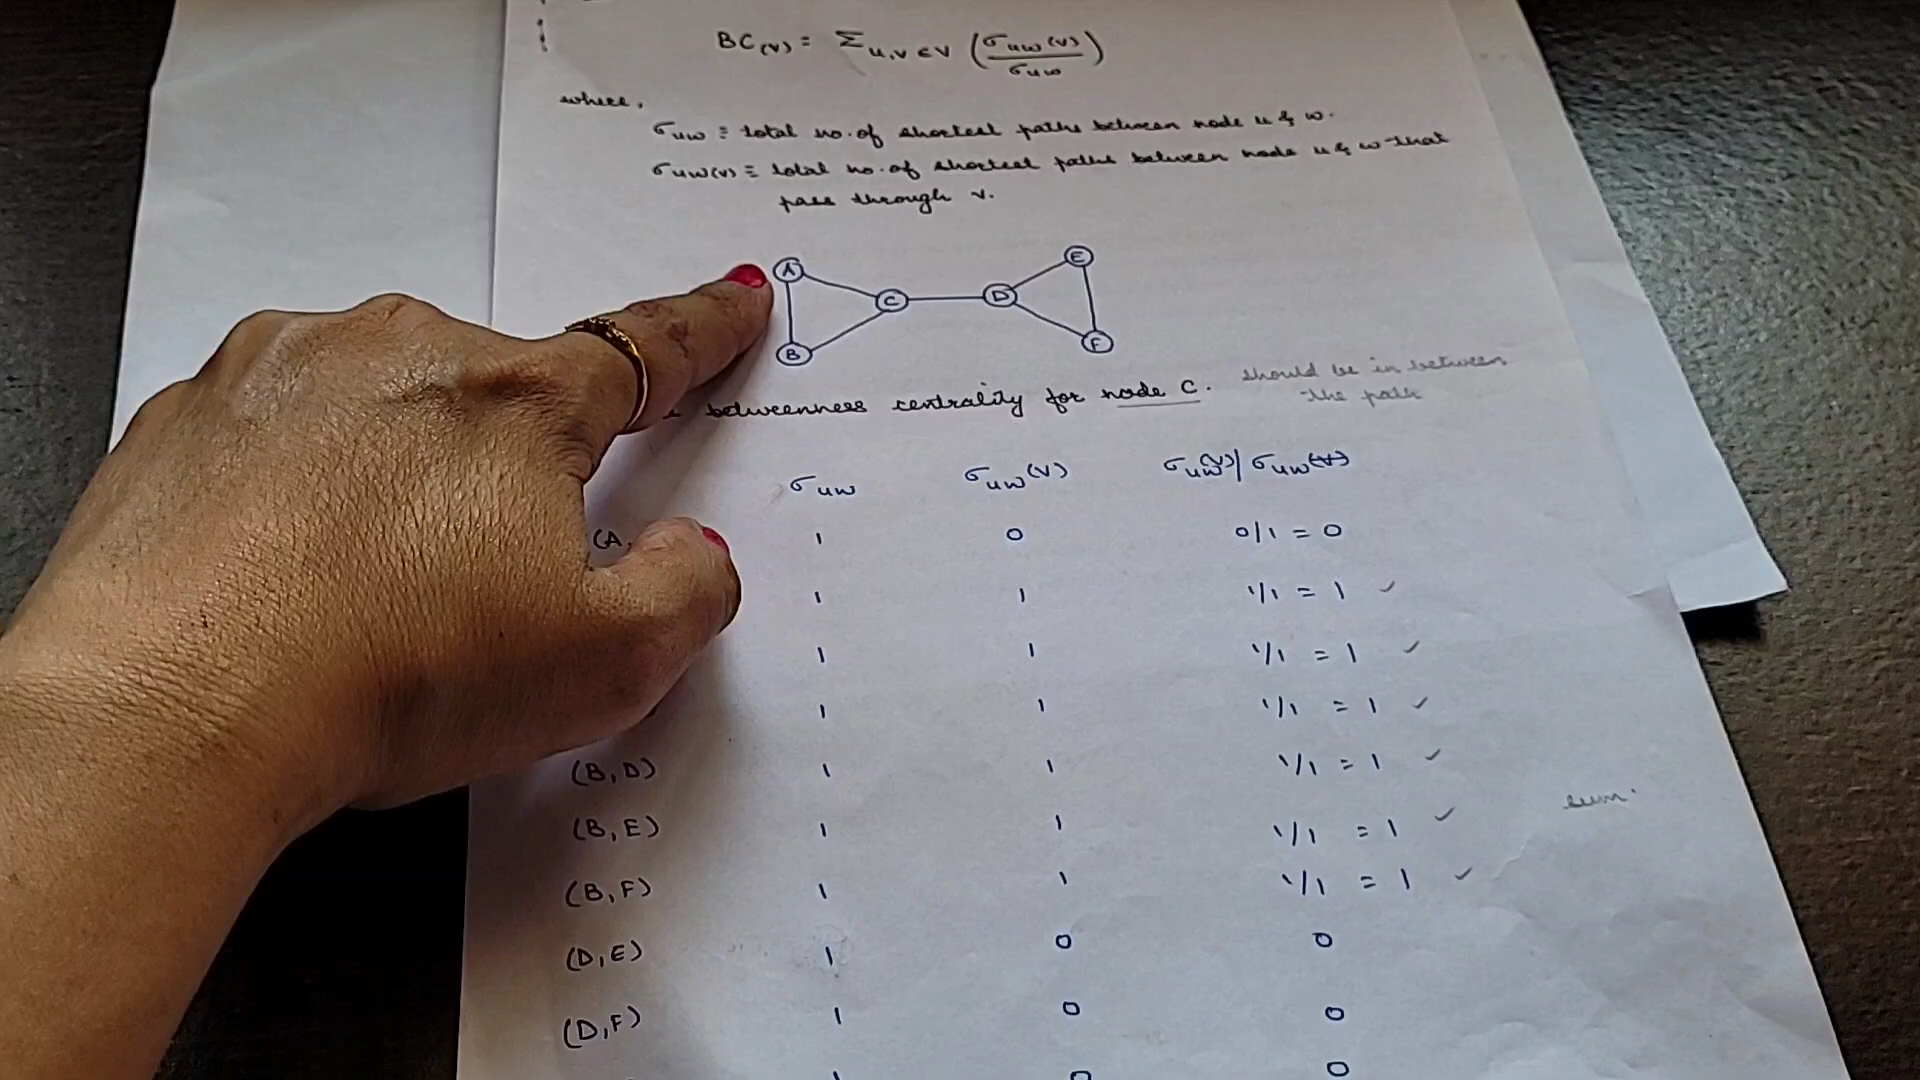 BC(v) = Σ u,v ∈ V (σuw(v) / σuw)
where,
σuw ≡ total no. of shortest paths between node u & w.
σuw(v) ≡ total no. of shortest paths between node u & w that
pass through v.
A
E
C
D
B
F
betweenness centrality for node C. should be in between
the path
σuw σuw(v) σuw(v)/σuw(v)
(A, 1 0 0/1 = 0
1 1 1/1 = 1 ✓
1 1 1/1 = 1 ✓
1 1 1/1 = 1 ✓
(B,D) 1 1 1/1 = 1 ✓
sum.
(B,E) 1 1 1/1 = 1 ✓
(B,F) 1 1 1/1 = 1 ✓
(D,E) 1 0 0
(D,F) 1 0 0
1 0 0